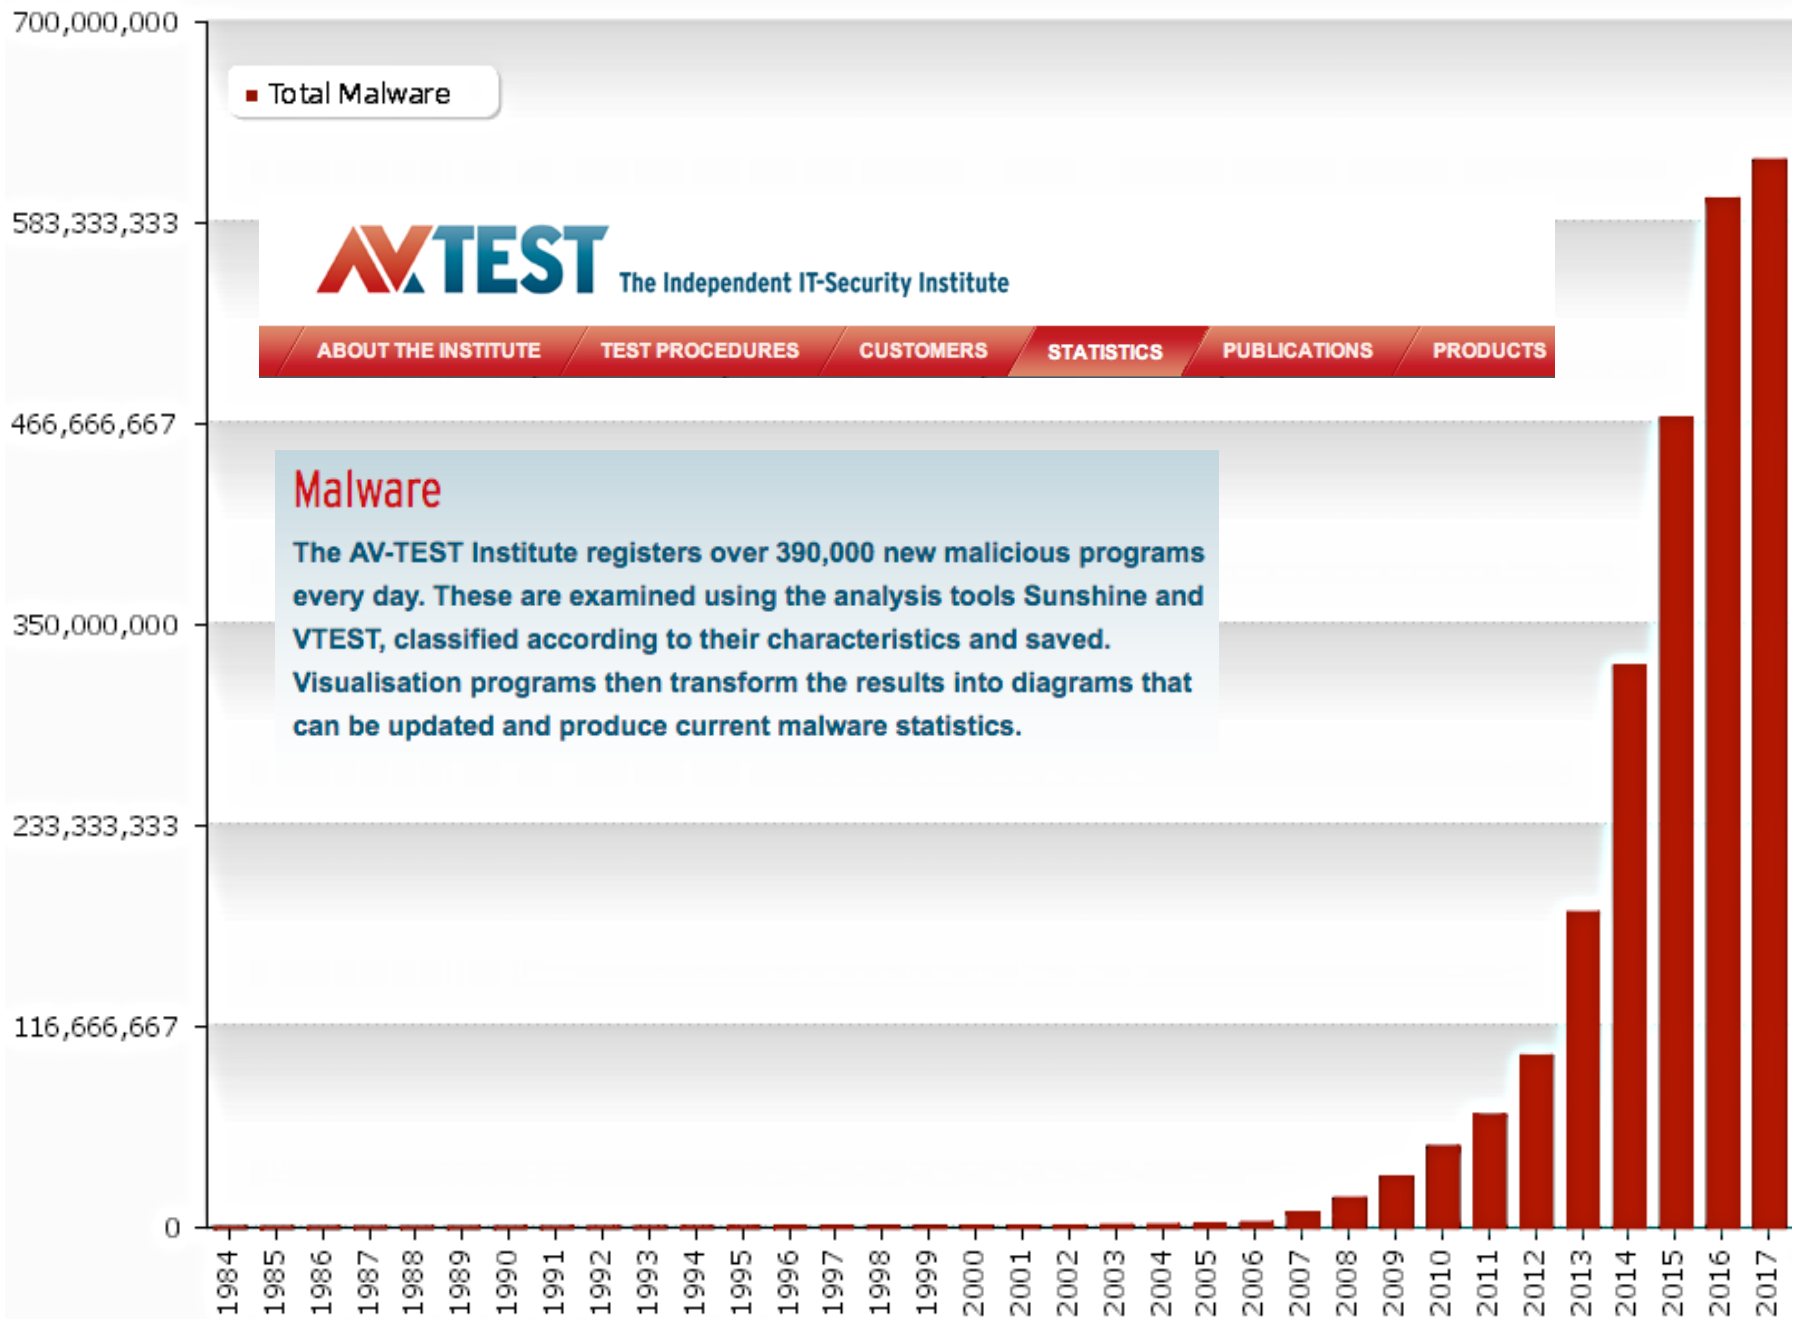 700,000,000
Total Malware
583,333,333
AVTEST The Independent IT-Security Institute
ABOUT THE INSTITUTE TEST PROCEDURES CUSTOMERS STATISTICS PUBLICATIONS PRODUCTS
466,666,667
Malware
The AV-TEST Institute registers over 390,000 new malicious programs
every day. These are examined using the analysis tools Sunshine and
350,000,000
VTEST, classified according to their characteristics and saved.
Visualisation programs then transform the results into diagrams that
can be updated and produce current malware statistics.
233,333,333
116,666,667
0
1984 1985 1986 1987 1988 1989 1990 1991 1992 1993 1994 1995 1996 1997 1998 1999 2000 2001 2002 2003 2004 2005 2006 2007 2008 2009 2010 2011 2012 2013 2014 2015 2016 2017